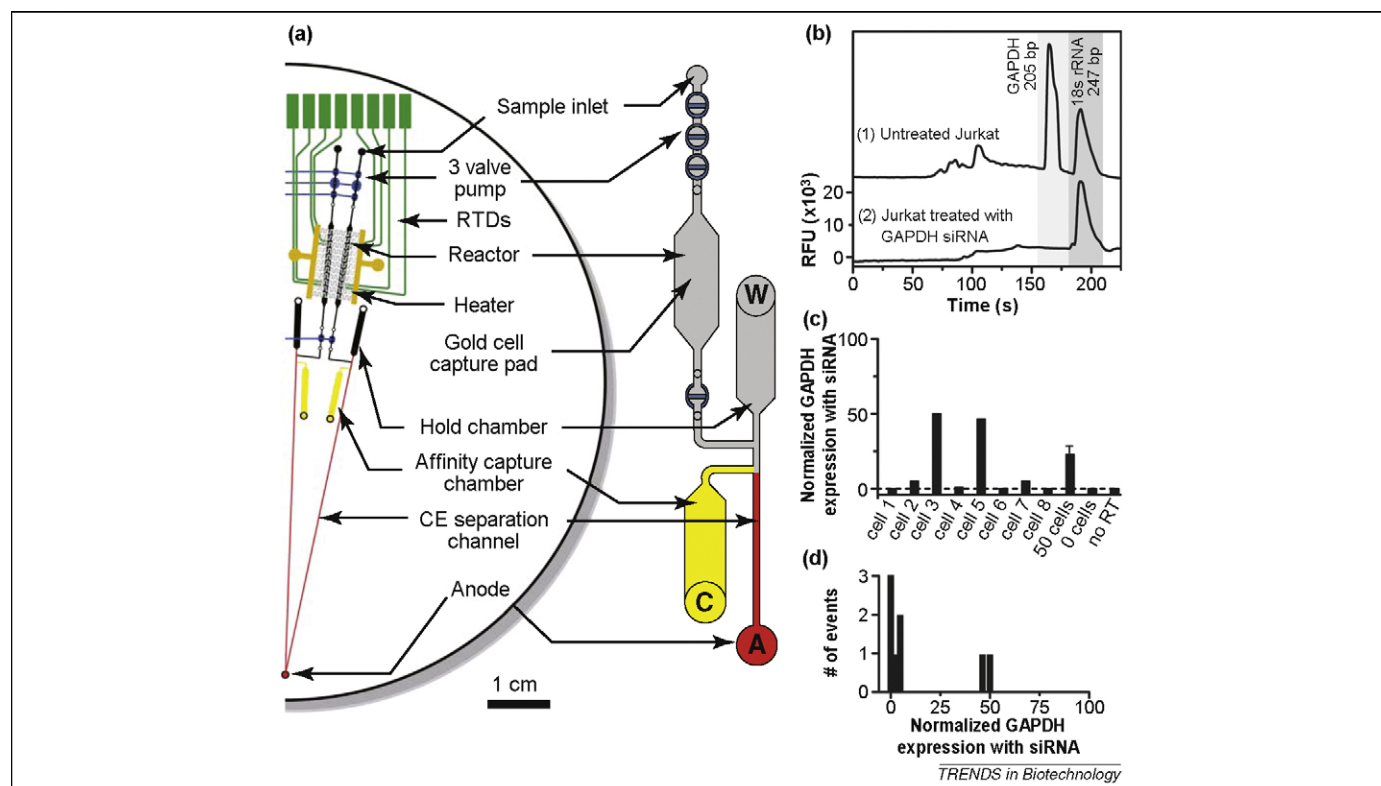 (a)
Sample inlet
3 valve
pump
RTDs
Reactor
Heater
Gold cell
capture pad
Hold chamber
Affinity capture
chamber
CE separation
channel
Anode
1 cm
W
C
A
(b)
GAPDH
205 bp
18s rRNA
247 bp
(1) Untreated Jurkat
(2) Jurkat treated with
GAPDH siRNA
RFU (x10³)
20
10
0
0 50 100 150 200
Time (s)
(c)
Normalized GAPDH
expression with siRNA
100
50
0
cell 1
cell 2
cell 3
cell 4
cell 5
cell 6
cell 7
cell 8
50 cells
0 cells
no RT
(d)
# of events
3
2
1
0
0 25 50 75 100
Normalized GAPDH
expression with siRNA
TRENDS in Biotechnology